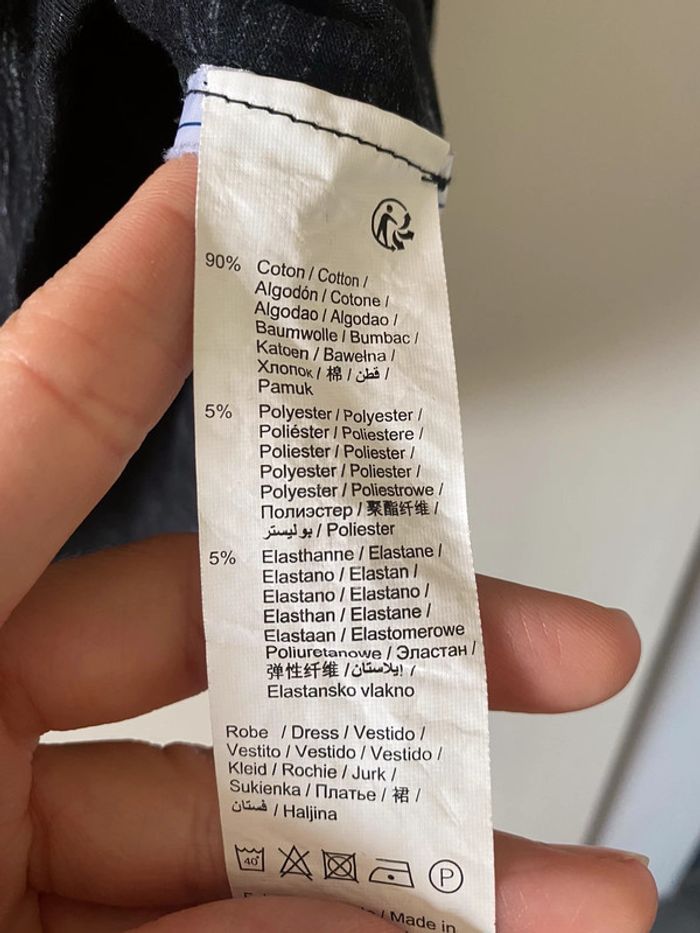 90% Coton / Cotton /
Algodón / Cotone /
Algodao / Algodao /
Baumwolle / Bumbac /
Katoen / Bawełna /
Хлопок / 棉 / قطن /
Pamuk
5% Polyester / Polyester /
Poliéster / Poliestere /
Poliester / Poliester /
Polyester / Poliester /
Polyester / Poliestrowe /
Полиэстер / 聚酯纤维 /
بوليستر / Poliester
5% Elasthanne / Elastane /
Elastano / Elastan /
Elastano / Elastano /
Elasthan / Elastane /
Elastaan / Elastomerowe
Poliuretanowe / Эластан /
弹性纤维 / إيلاستان /
Elastansko vlakno
Robe / Dress / Vestido /
Vestito / Vestido / Vestido /
Kleid / Rochie / Jurk /
Sukienka / Платье / 裙 /
فستان / Haljina
40° P
/ Made in